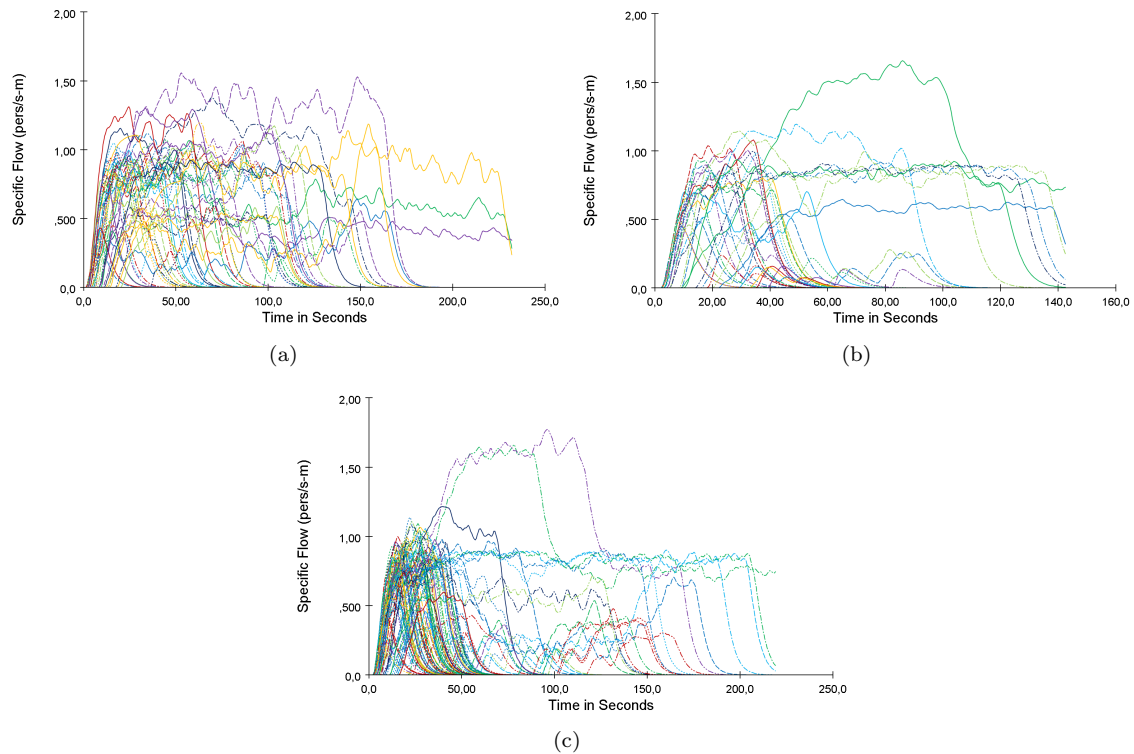 2,00
1,50
1,00
,500
0,0
Specific Flow (pers/s-m)
0,0 50,00 100,0 150,0 200,0 250,0
Time in Seconds
(a)
2,00
1,50
1,00
,500
0,0
Specific Flow (pers/s-m)
0,0 20,00 40,00 60,00 80,00 100,0 120,0 140,0 160,0
Time in Seconds
(b)
2,00
1,50
1,00
,500
0,0
Specific Flow (pers/s-m)
0,0 50,00 100,0 150,0 200,0 250,0
Time in Seconds
(c)